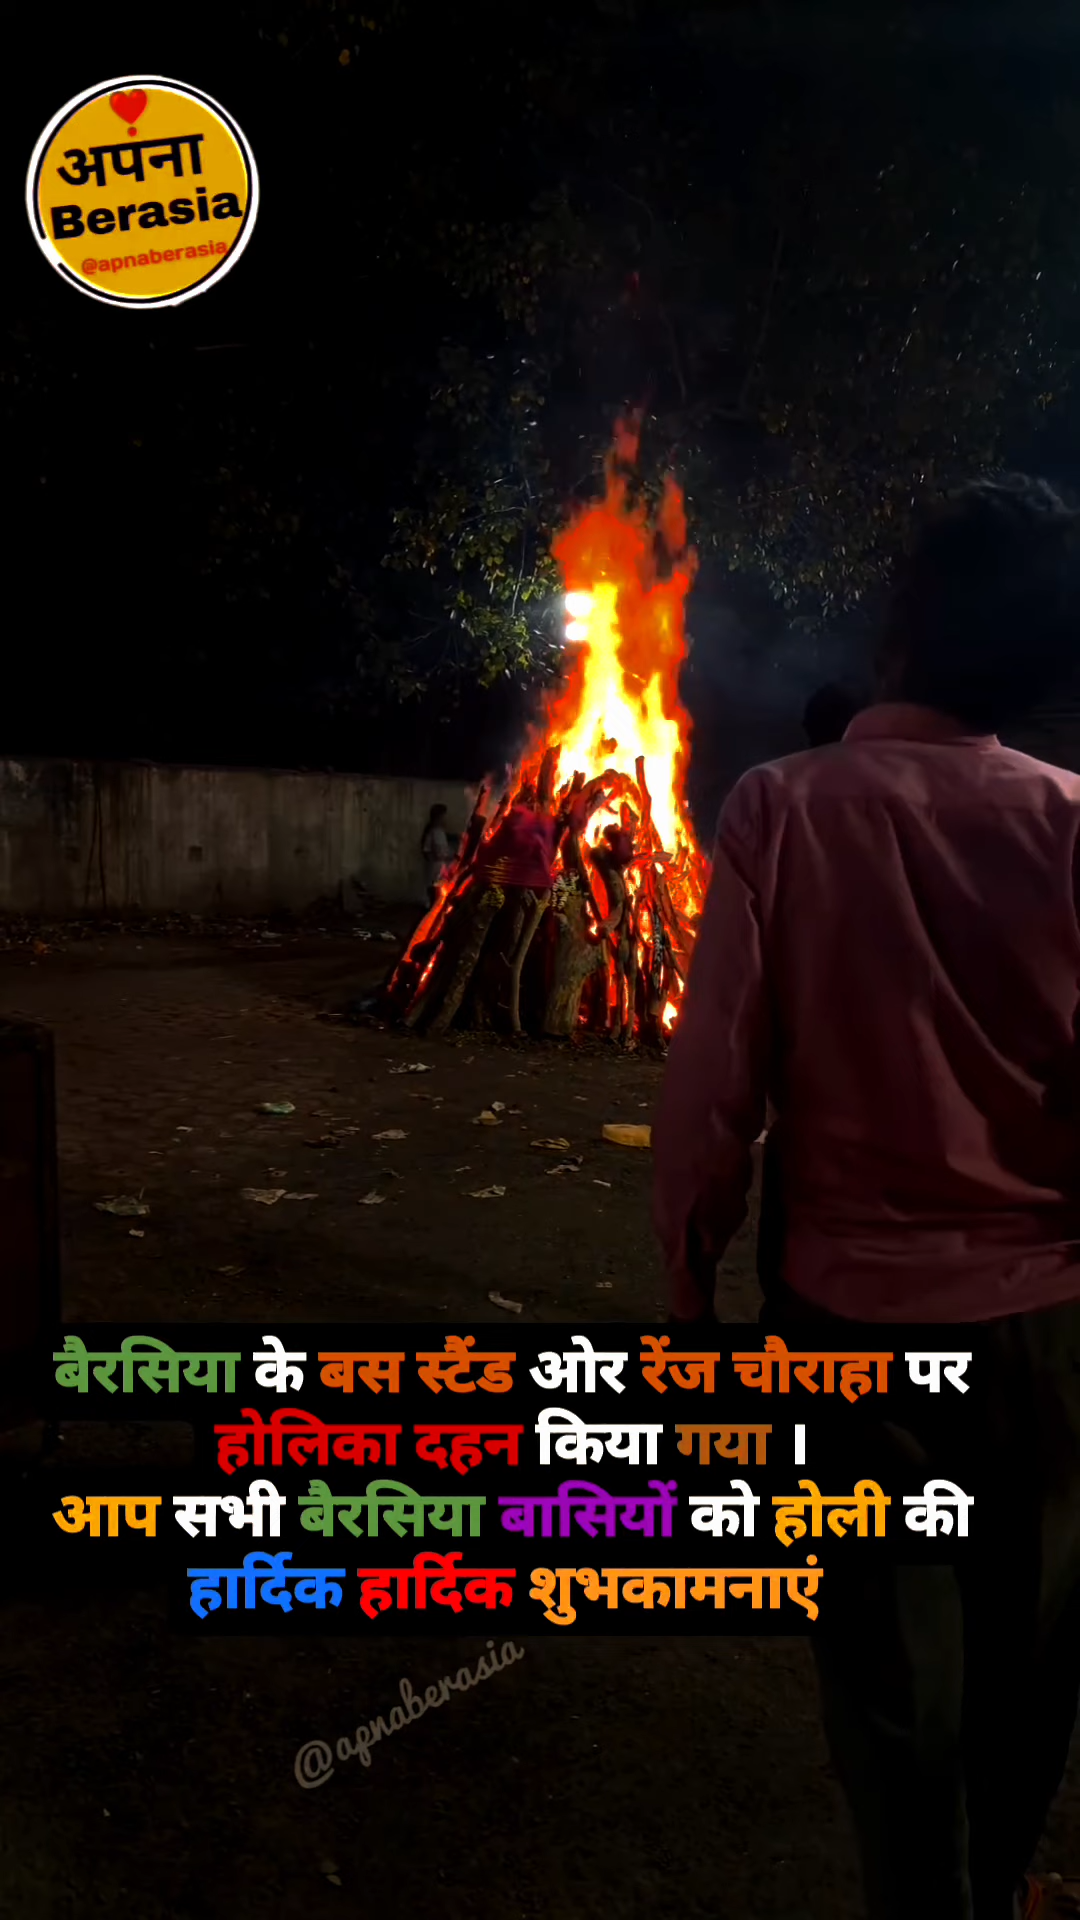 अपना
Berasia
@apnaberasia
बैरसिया के बस स्टैंड ओर रेंज चौराहा पर
होलिका दहन किया गया ।
आप सभी बैरसिया बासियों को होली की
हार्दिक हार्दिक शुभकामनाएं
@apnaberasia